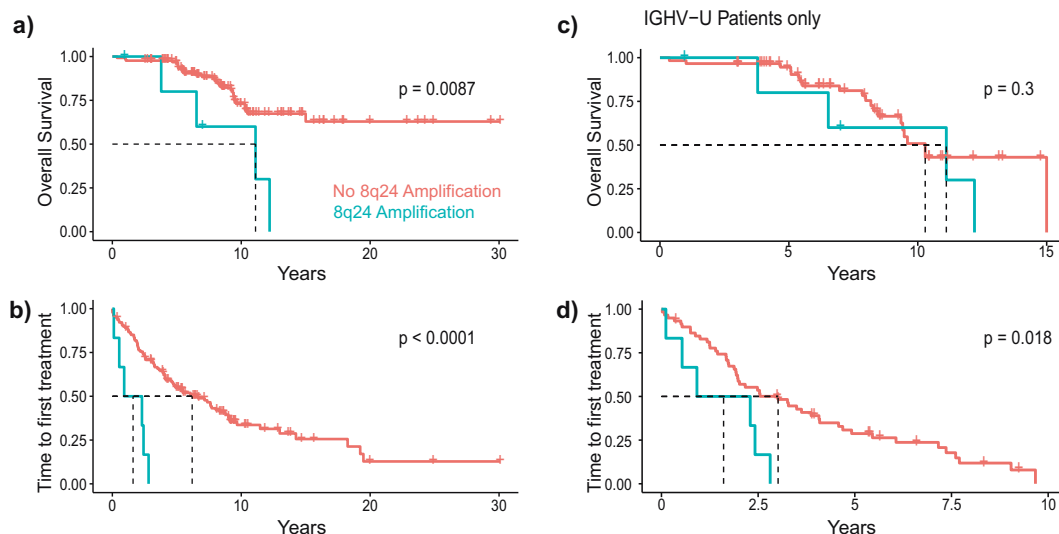 a)
Overall Survival
1.00
0.75
0.50
0.25
0.00
p = 0.0087
No 8q24 Amplification
8q24 Amplification
0 10 20 30
Years
b)
Time to first treatment
1.00
0.75
0.50
0.25
0.00
p < 0.0001
0 10 20 30
Years
IGHV-U Patients only
c)
Overall Survival
1.00
0.75
0.50
0.25
0.00
p = 0.3
0 5 10 15
Years
d)
Time to first treatment
1.00
0.75
0.50
0.25
0.00
p = 0.018
0 2.5 5 7.5 10
Years